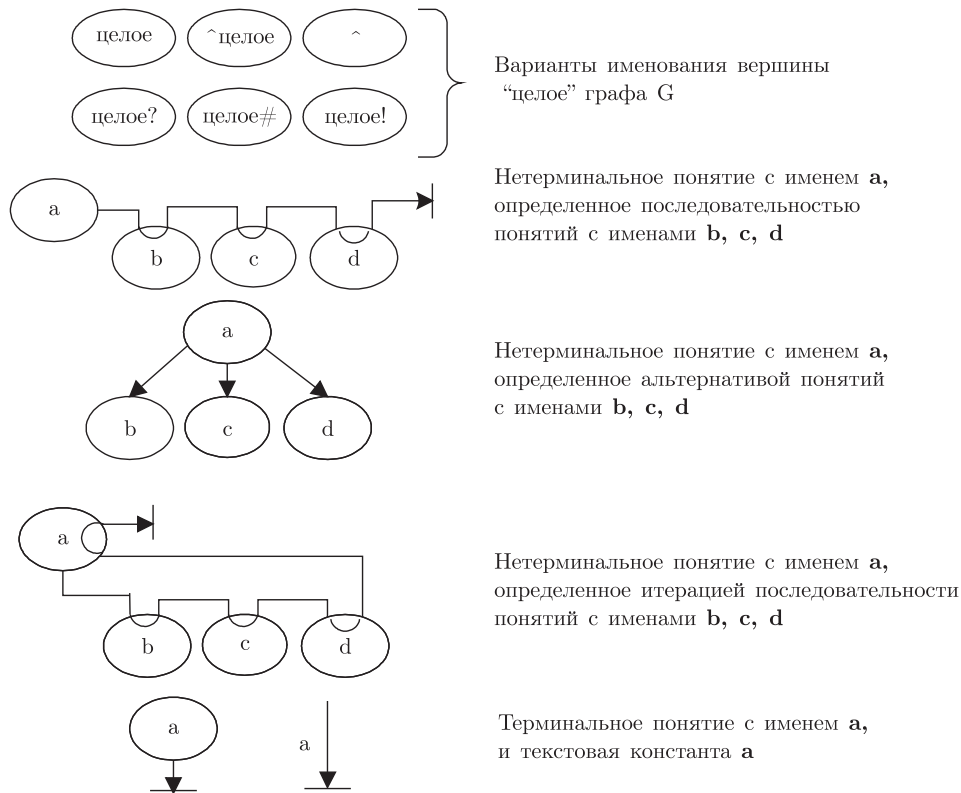 целое
^целое
^
целое?
целое#
целое!
Варианты именования вершины
“целое” графа G
a
b
c
d
Нетерминальное понятие с именем a,
определенное последовательностью
понятий с именами b, c, d
a
b
c
d
Нетерминальное понятие с именем a,
определенное альтернативой понятий
с именами b, c, d
a
b
c
d
Нетерминальное понятие с именем a,
определенное итерацией последовательности
понятий с именами b, c, d
a
a
Терминальное понятие с именем a,
и текстовая константа a